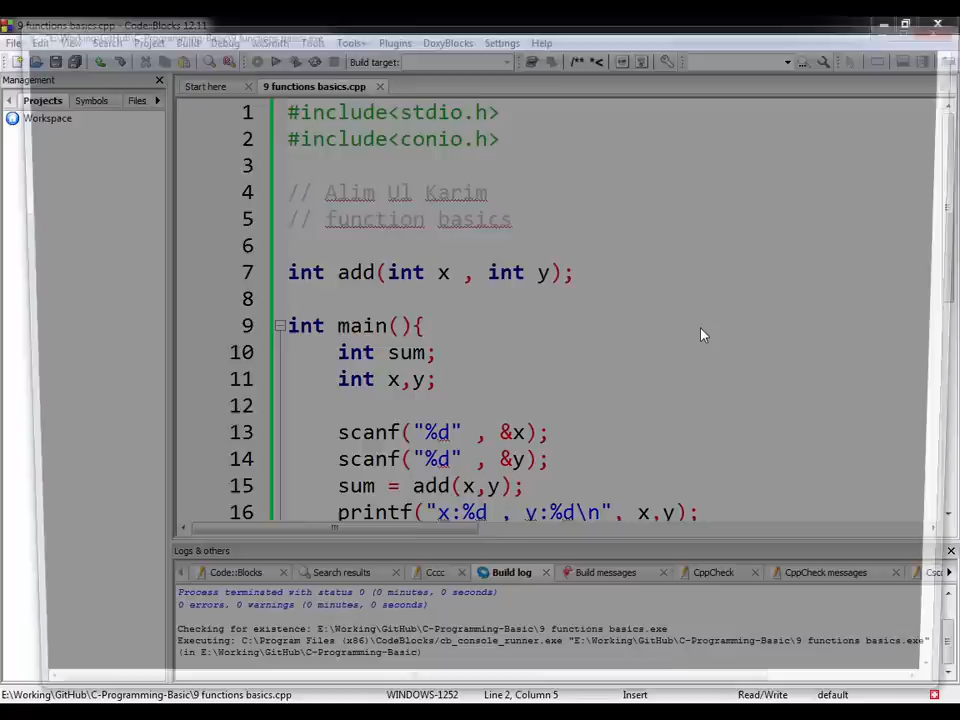 9 functions basics.cpp - Code::Blocks 12.11
File Edit View Search Project Build Debug wxSmith Tools Tools+ Plugins DoxyBlocks Settings Help
Build target:
/** *<
Management
Projects Symbols Files
Workspace
Start here 9 functions basics.cpp
1 #include<stdio.h>
2 #include<conio.h>
3
4 // Alim Ul Karim
5 // function basics
6
7 int add(int x , int y);
8
9 int main(){
10 int sum;
11 int x,y;
12
13 scanf("%d" , &x);
14 scanf("%d" , &y);
15 sum = add(x,y);
16 printf("x:%d , y:%d\n", x,y);
Logs & others
Code::Blocks Search results Cccc Build log Build messages CppCheck CppCheck messages
Process terminated with status 0 (0 minutes, 0 seconds)
0 errors, 0 warnings (0 minutes, 0 seconds)
Checking for existence: E:\Working\GitHub\C-Programming-Basic\9 functions basics.exe
Executing: C:\Program Files (x86)\CodeBlocks/cb_console_runner.exe "E:\Working\GitHub\C-Programming-Basic\9 functions basics.exe"
(in E:\Working\GitHub\C-Programming-Basic)
E:\Working\GitHub\C-Programming-Basic\9 functions basics.cpp WINDOWS-1252 Line 2, Column 5 Insert Read/Write default